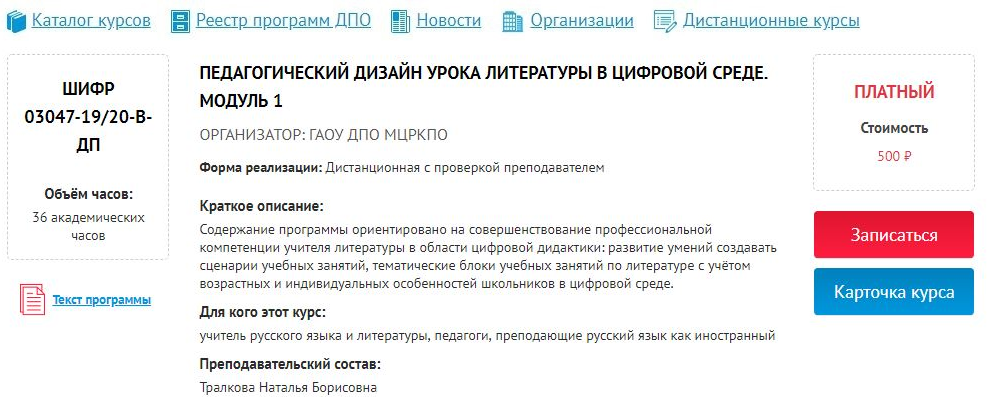 Каталог курсов Реестр программ ДПО Новости Организации Дистанционные курсы
ШИФР
03047-19/20-В-
ДП
Объём часов:
36 академических
часов
Текст программы
ПЕДАГОГИЧЕСКИЙ ДИЗАЙН УРОКА ЛИТЕРАТУРЫ В ЦИФРОВОЙ СРЕДЕ.
МОДУЛЬ 1
ОРГАНИЗАТОР: ГАОУ ДПО МЦРКПО
Форма реализации: Дистанционная с проверкой преподавателем
Краткое описание:
Содержание программы ориентировано на совершенствование профессиональной
компетенции учителя литературы в области цифровой дидактики: развитие умений создавать
сценарии учебных занятий, тематические блоки учебных занятий по литературе с учётом
возрастных и индивидуальных особенностей школьников в цифровой среде.
Для кого этот курс:
учитель русского языка и литературы, педагоги, преподающие русский язык как иностранный
Преподавательский состав:
Тралкова Наталья Борисовна
ПЛАТНЫЙ
Стоимость
500 ₽
Записаться
Карточка курса